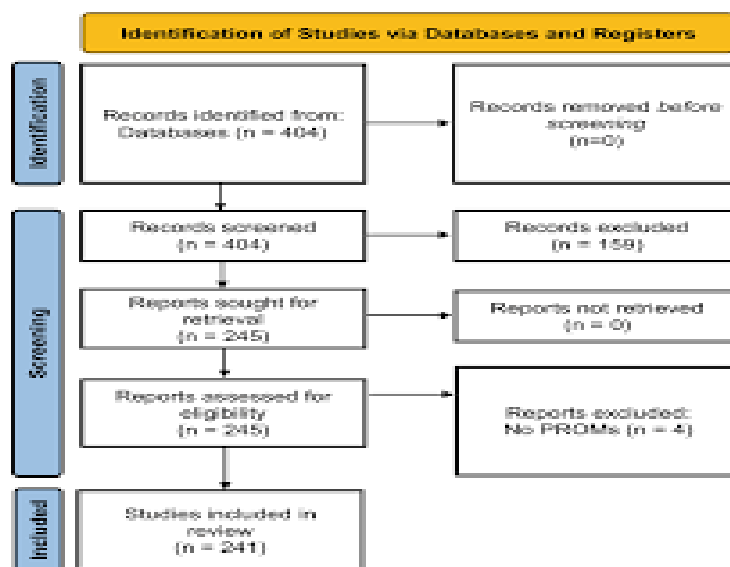 Identification of Studies via Databases and Registers
Identification
Records identified from:
Databases (n = 404)
Records removed before
screening
(n=0)
Screening
Records screened
(n = 404)
Records excluded
(n = 159)
Reports sought for
retrieval
(n = 245)
Reports not retrieved
(n = 0)
Reports assessed for
eligibility
(n = 245)
Reports excluded:
No PROMs (n = 4)
Included
Studies included in
review
(n = 241)